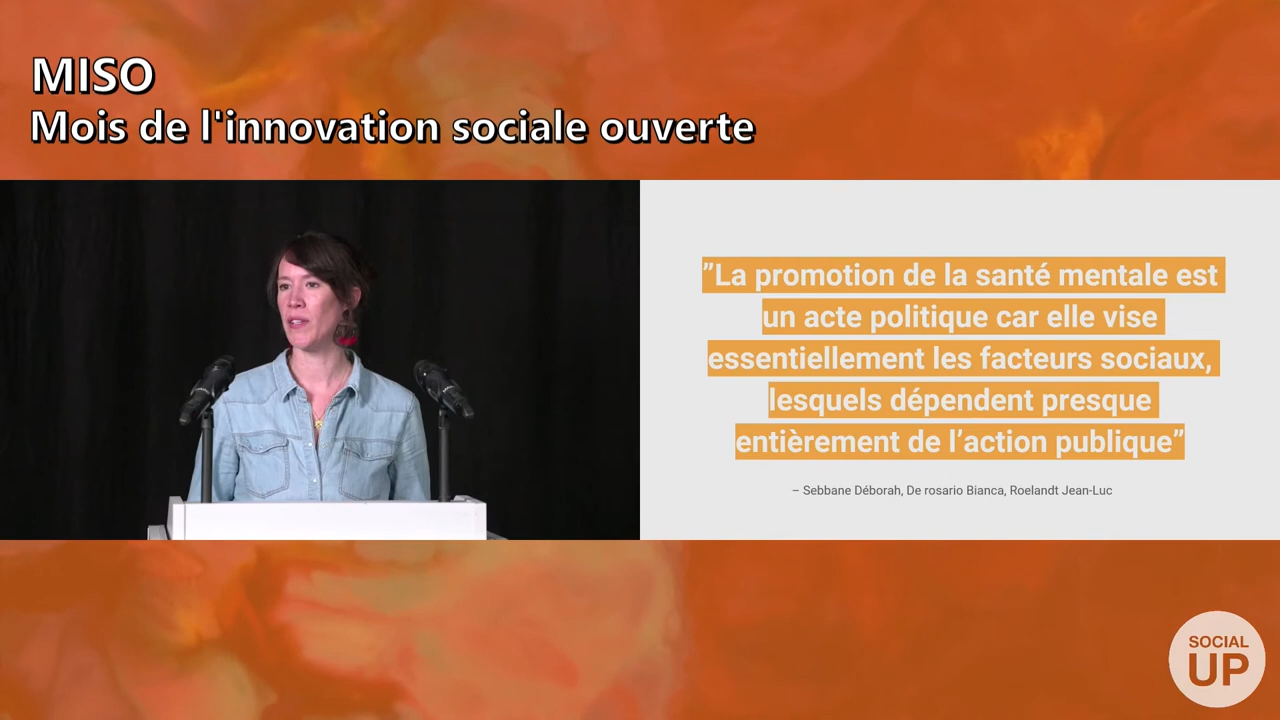 MISO
Mois de l'innovation sociale ouverte
”La promotion de la santé mentale est
un acte politique car elle vise
essentiellement les facteurs sociaux,
lesquels dépendent presque
entièrement de l’action publique”
– Sebbane Déborah, De rosario Bianca, Roelandt Jean-Luc
SOCIAL
UP